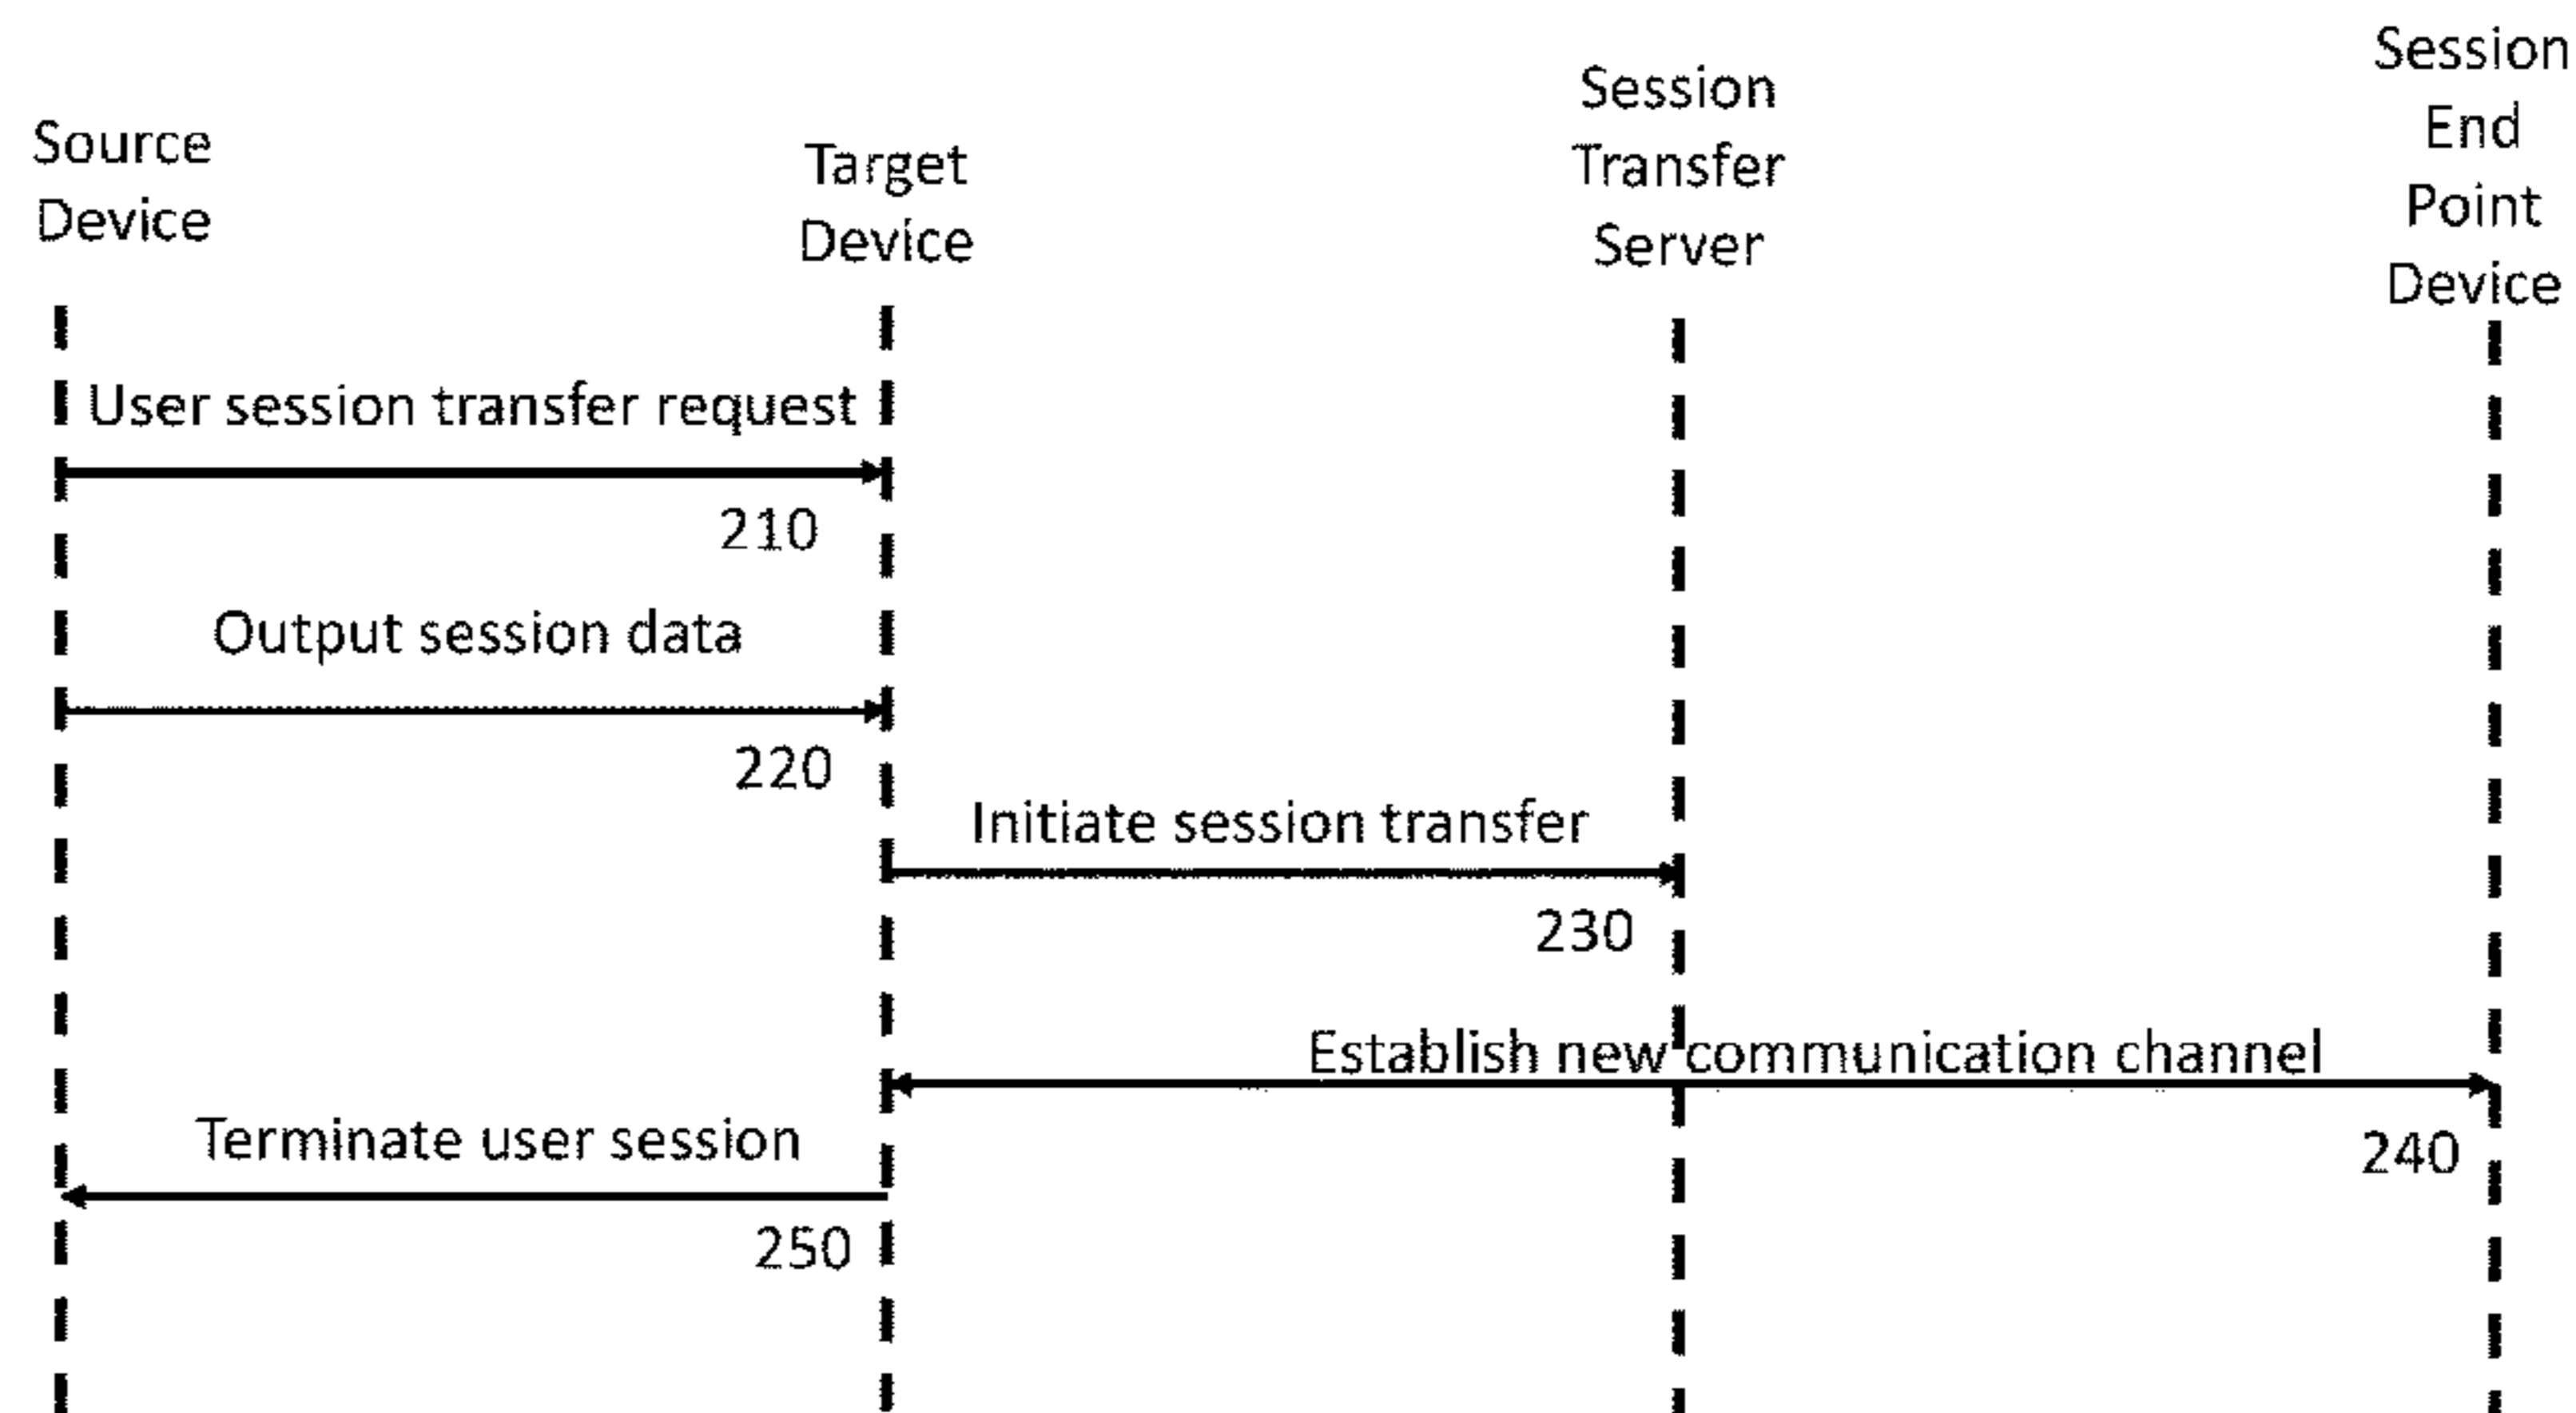 Source
Device
Target
Device
Session
Transfer
Server
Session
End
Point
Device
User session transfer request
210
Output session data
220
Initiate session transfer
230
Establish new communication channel
240
Terminate user session
250